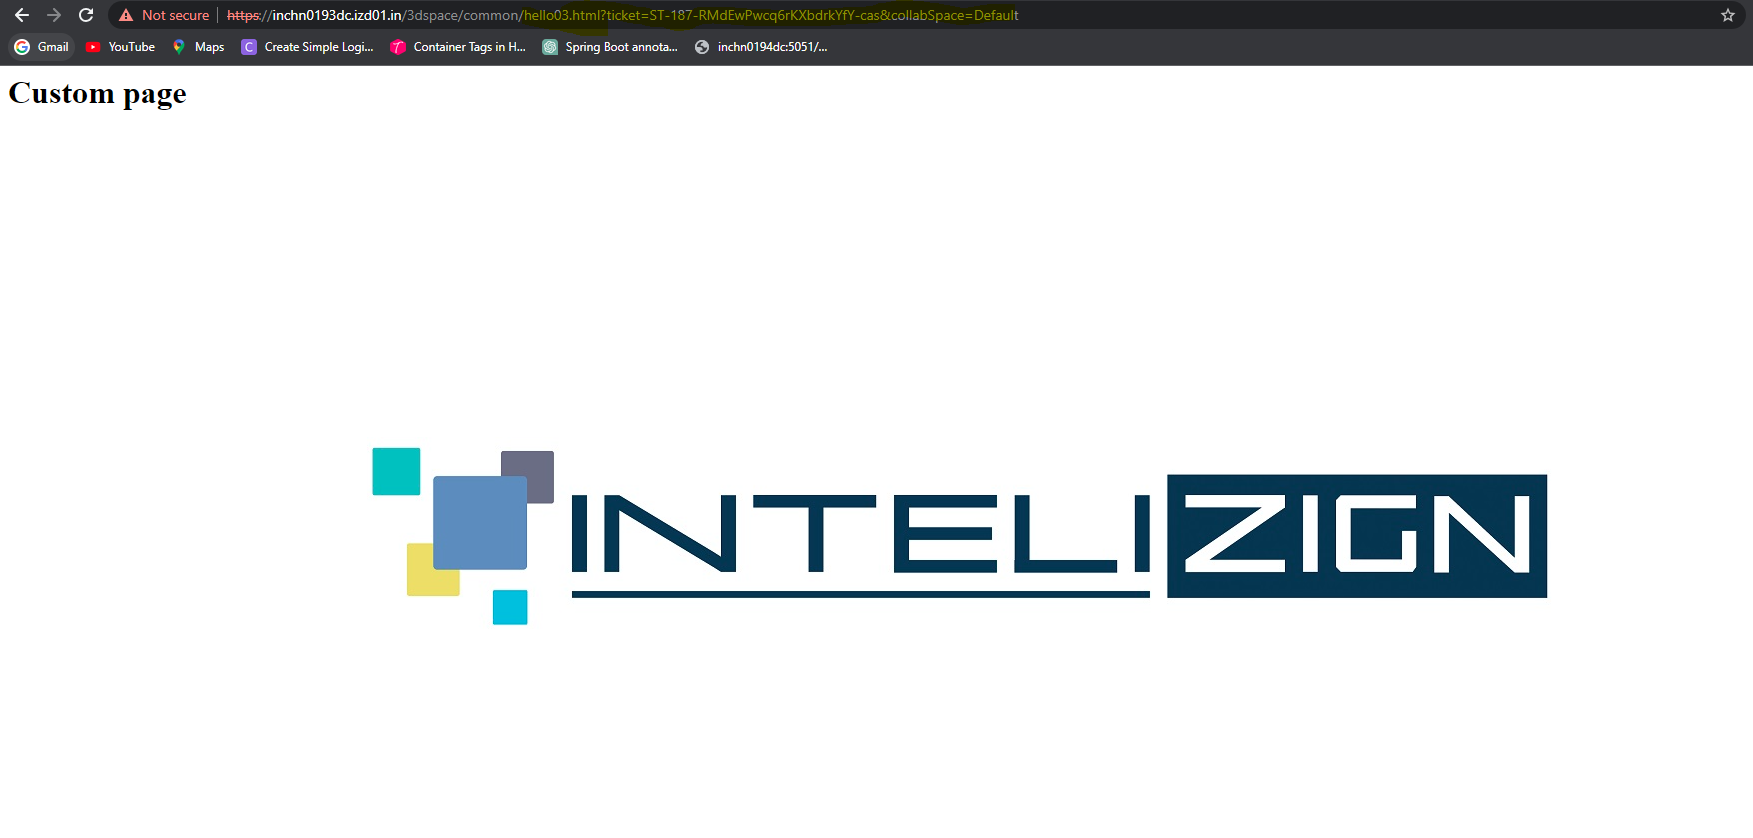 Not secure https://inchn0193dc.izd01.in/3dspace/common/hello03.html?ticket=ST-187-RMdEwPwcq6rKXbdrkYfY-cas&collabSpace=Default
Gmail YouTube Maps Create Simple Logi... Container Tags in H... Spring Boot annota... inchn0194dc:5051/...
Custom page
INTELIZIGN